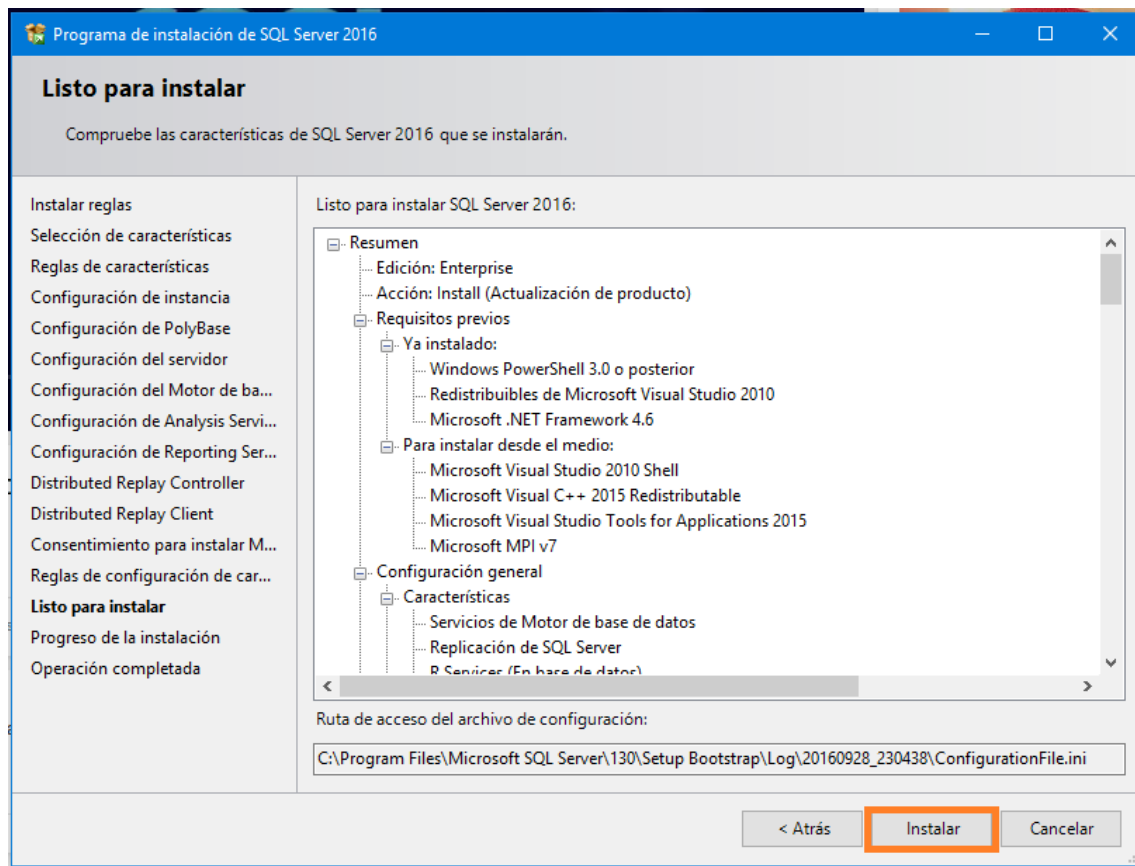 Programa de instalación de SQL Server 2016
Listo para instalar
Compruebe las características de SQL Server 2016 que se instalarán.
Instalar reglas
Selección de características
Reglas de características
Configuración de instancia
Configuración de PolyBase
Configuración del servidor
Configuración del Motor de ba...
Configuración de Analysis Servi...
Configuración de Reporting Ser...
Distributed Replay Controller
Distributed Replay Client
Consentimiento para instalar M...
Reglas de configuración de car...
Listo para instalar
Progreso de la instalación
Operación completada
Listo para instalar SQL Server 2016:
Resumen
Edición: Enterprise
Acción: Install (Actualización de producto)
Requisitos previos
Ya instalado:
Windows PowerShell 3.0 o posterior
Redistribuibles de Microsoft Visual Studio 2010
Microsoft .NET Framework 4.6
Para instalar desde el medio:
Microsoft Visual Studio 2010 Shell
Microsoft Visual C++ 2015 Redistributable
Microsoft Visual Studio Tools for Applications 2015
Microsoft MPI v7
Configuración general
Características
Servicios de Motor de base de datos
Replicación de SQL Server
R Services (En base de datos)
Ruta de acceso del archivo de configuración:
C:\Program Files\Microsoft SQL Server\130\Setup Bootstrap\Log\20160928_230438\ConfigurationFile.ini
< Atrás
Instalar
Cancelar